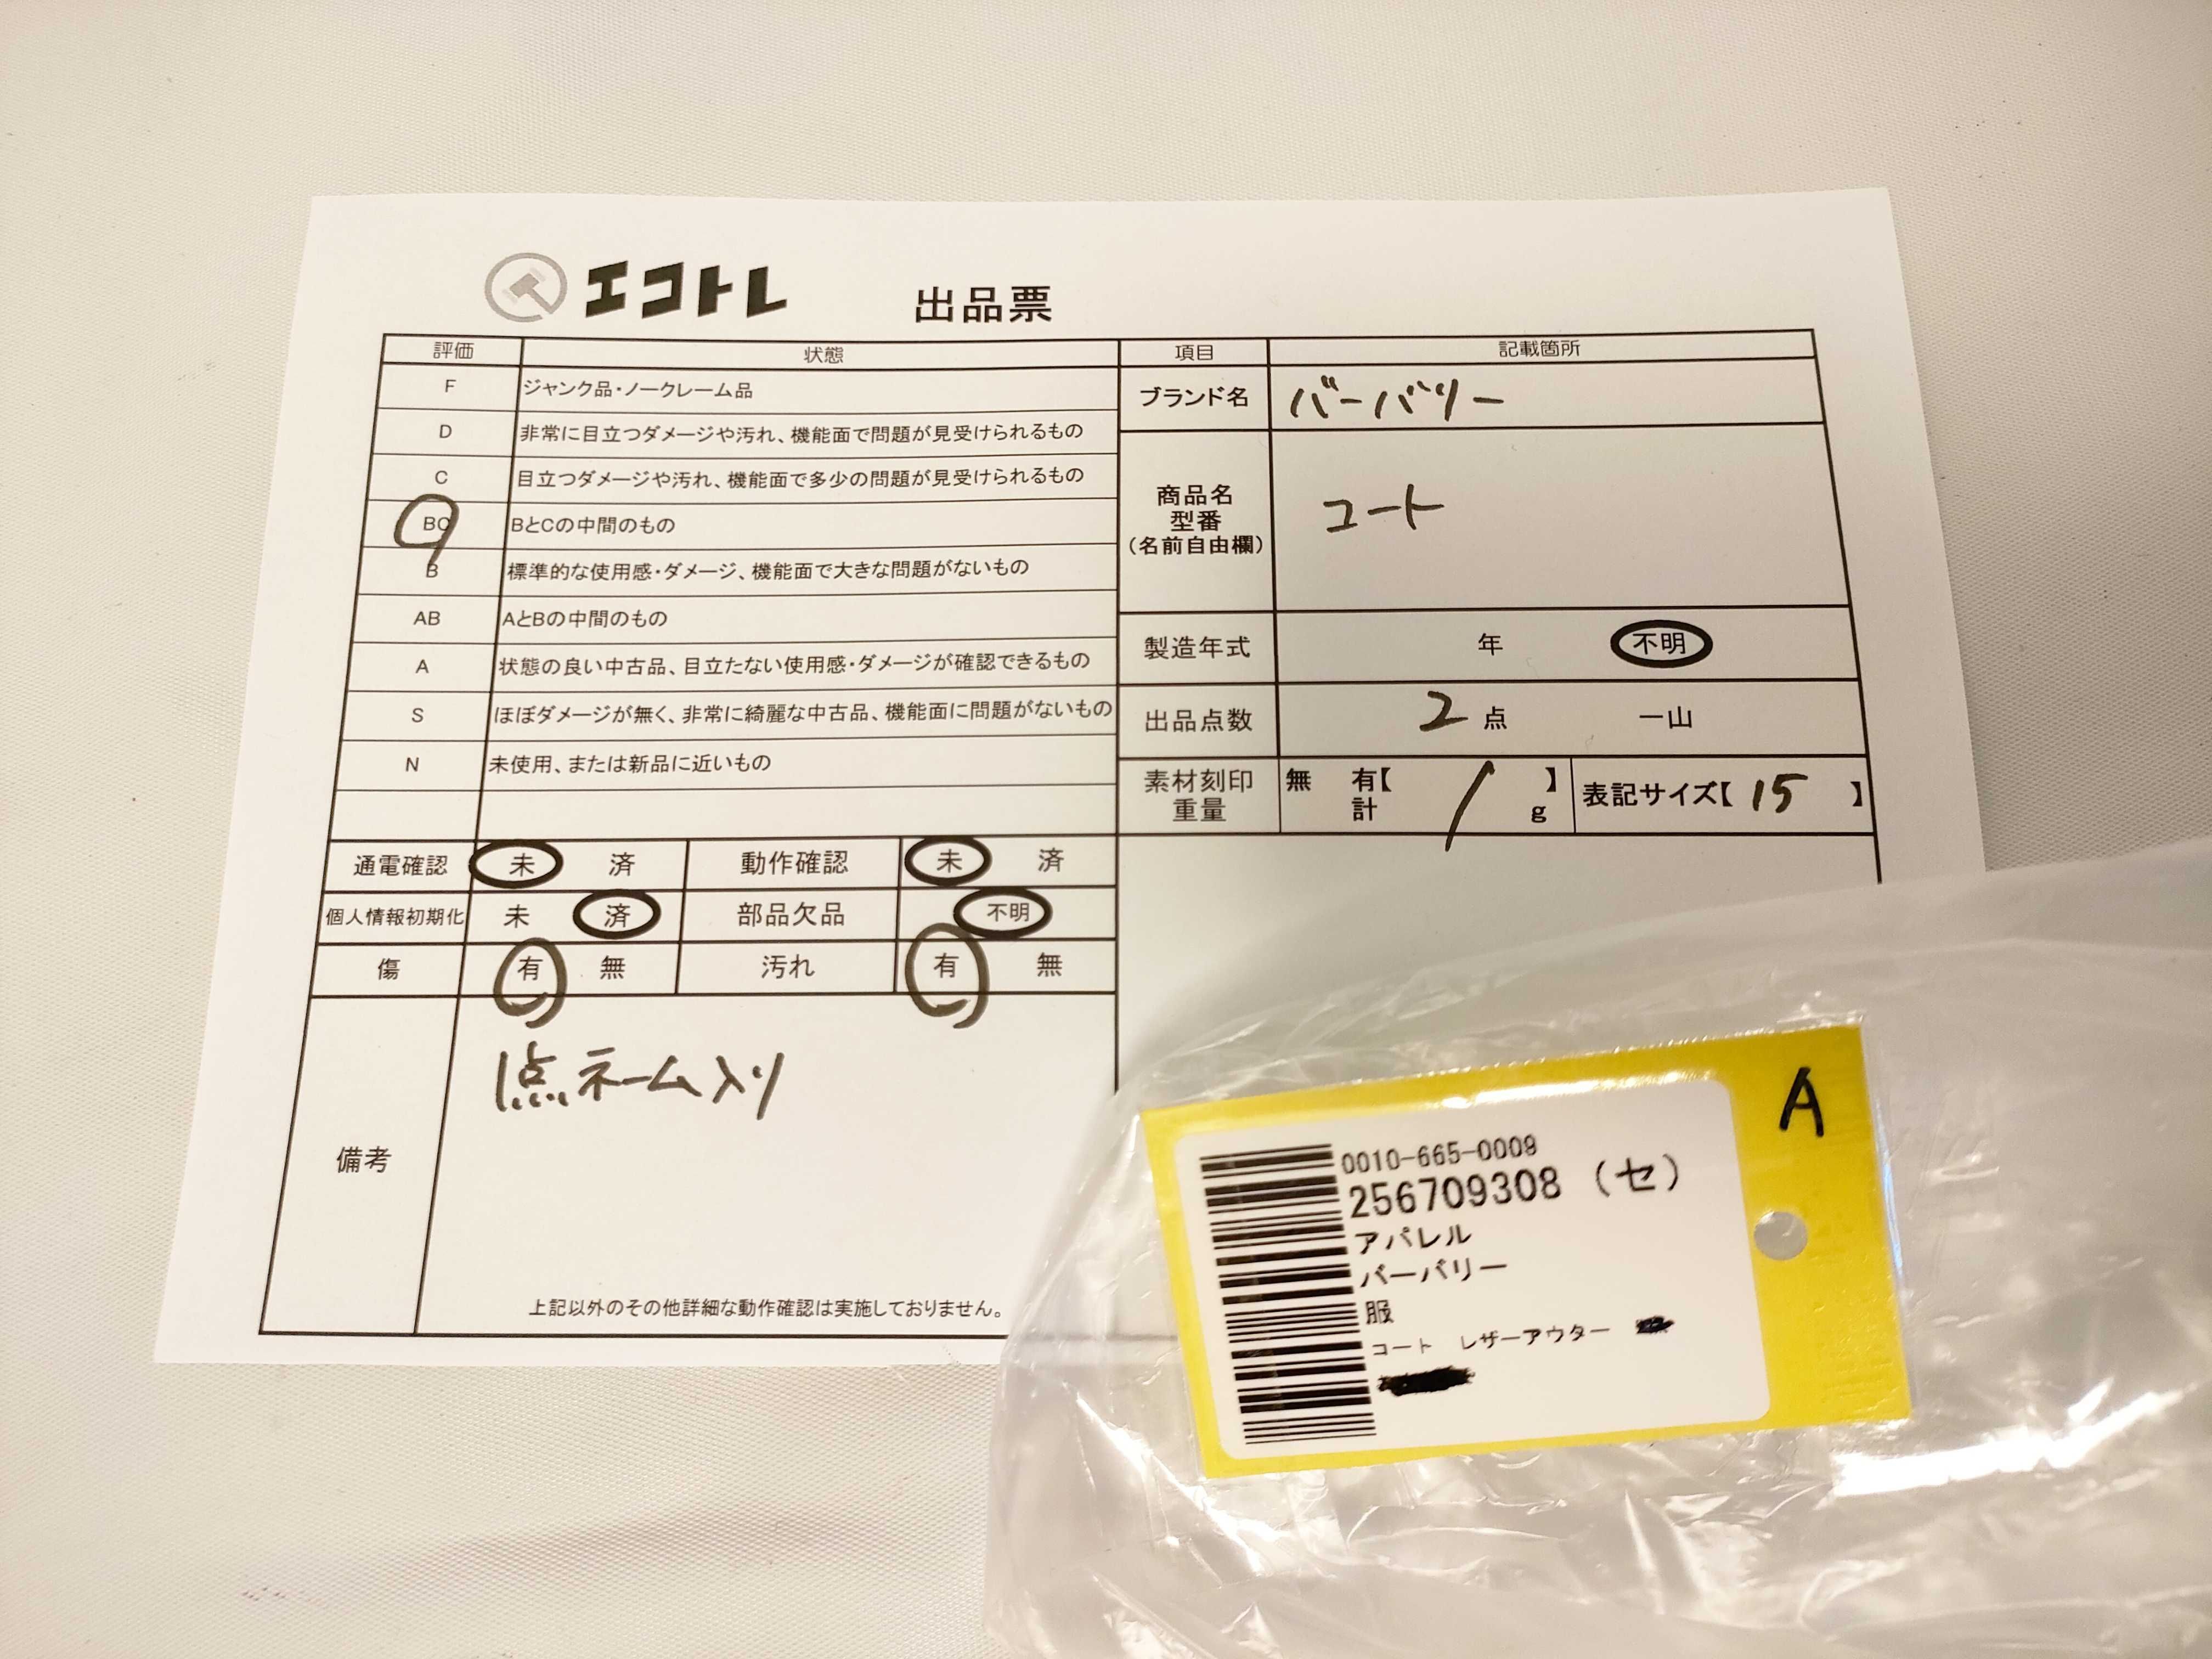 エコトレ 出品票
評価 状態 項目 記載箇所
F ジャンク品・ノークレーム品
D 非常に目立つダメージや汚れ、機能面で問題が見受けられるもの
C 目立つダメージや汚れ、機能面で多少の問題が見受けられるもの
BC BとCの中間のもの
B 標準的な使用感・ダメージ、機能面で大きな問題がないもの
AB AとBの中間のもの
A 状態の良い中古品、目立たない使用感・ダメージが確認できるもの
S ほぼダメージが無く、非常に綺麗な中古品、機能面に問題がないもの
N 未使用、または新品に近いもの
ブランド名 バーバリー
商品名
型番
(名前自由欄)
コート
製造年式 年 不明
出品点数 2 点 一山
素材刻印 無 有【 / 】
重量 計 g
表記サイズ【 15 】
通電確認 未 済 動作確認 未 済
個人情報初期化 未 済 部品欠品 不明
傷 有 無 汚れ 有 無
備考
1点ネーム入り
上記以外のその他詳細な動作確認は実施しておりません。
A
0010-665-0009
256709308 (セ)
アパレル
バーバリー
服
コート レザーアウター